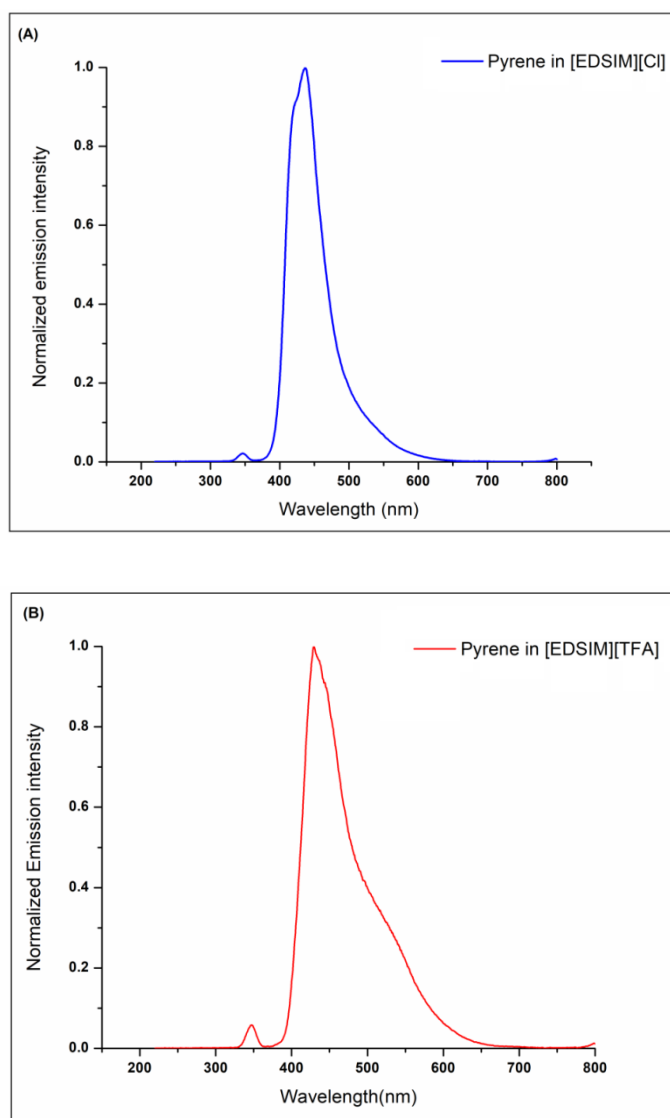 (A)
Pyrene in [EDSIM][Cl]
Normalized emission intensity
1.0
0.8
0.6
0.4
0.2
0.0
200 300 400 500 600 700 800
Wavelength (nm)
(B)
Pyrene in [EDSIM][TFA]
Normalized Emission intensity
1.0
0.8
0.6
0.4
0.2
0.0
200 300 400 500 600 700 800
Wavelength(nm)